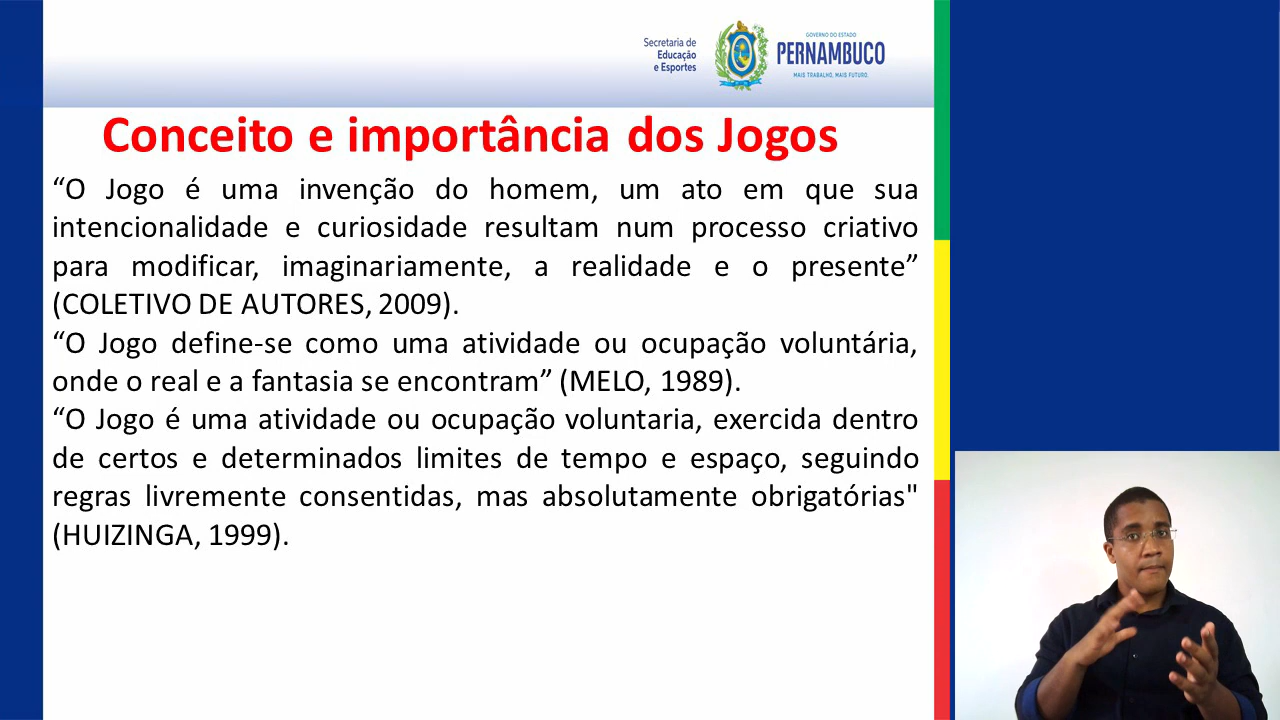 Secretaria de
Educação
e Esportes
GOVERNO DO ESTADO
PERNAMBUCO
MAIS TRABALHO, MAIS FUTURO.
Conceito e importância dos Jogos
“O Jogo é uma invenção do homem, um ato em que sua
intencionalidade e curiosidade resultam num processo criativo
para modificar, imaginariamente, a realidade e o presente”
(COLETIVO DE AUTORES, 2009).
“O Jogo define-se como uma atividade ou ocupação voluntária,
onde o real e a fantasia se encontram” (MELO, 1989).
“O Jogo é uma atividade ou ocupação voluntaria, exercida dentro
de certos e determinados limites de tempo e espaço, seguindo
regras livremente consentidas, mas absolutamente obrigatórias"
(HUIZINGA, 1999).